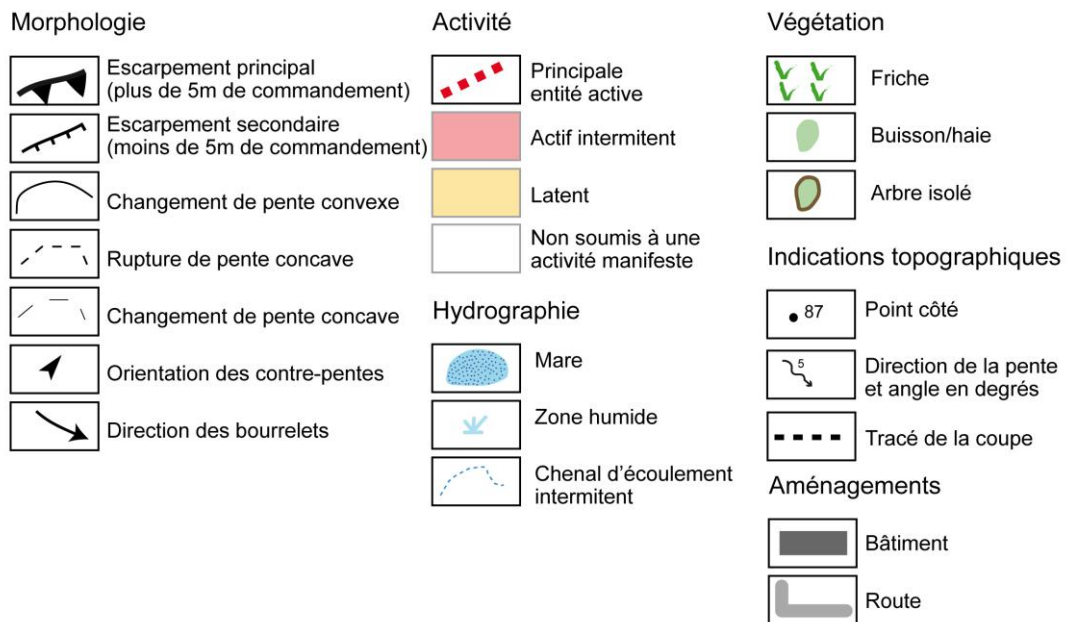 Morphologie
Escarpement principal
(plus de 5m de commandement)
Escarpement secondaire
(moins de 5m de commandement)
Changement de pente convexe
Rupture de pente concave
Changement de pente concave
Orientation des contre-pentes
Direction des bourrelets
Activité
Principale
entité active
Actif intermitent
Latent
Non soumis à une
activité manifeste
Hydrographie
Mare
Zone humide
Chenal d'écoulement
intermitent
Végétation
Friche
Buisson/haie
Arbre isolé
Indications topographiques
87
Point côté
5
Direction de la pente
et angle en degrés
Tracé de la coupe
Aménagements
Bâtiment
Route